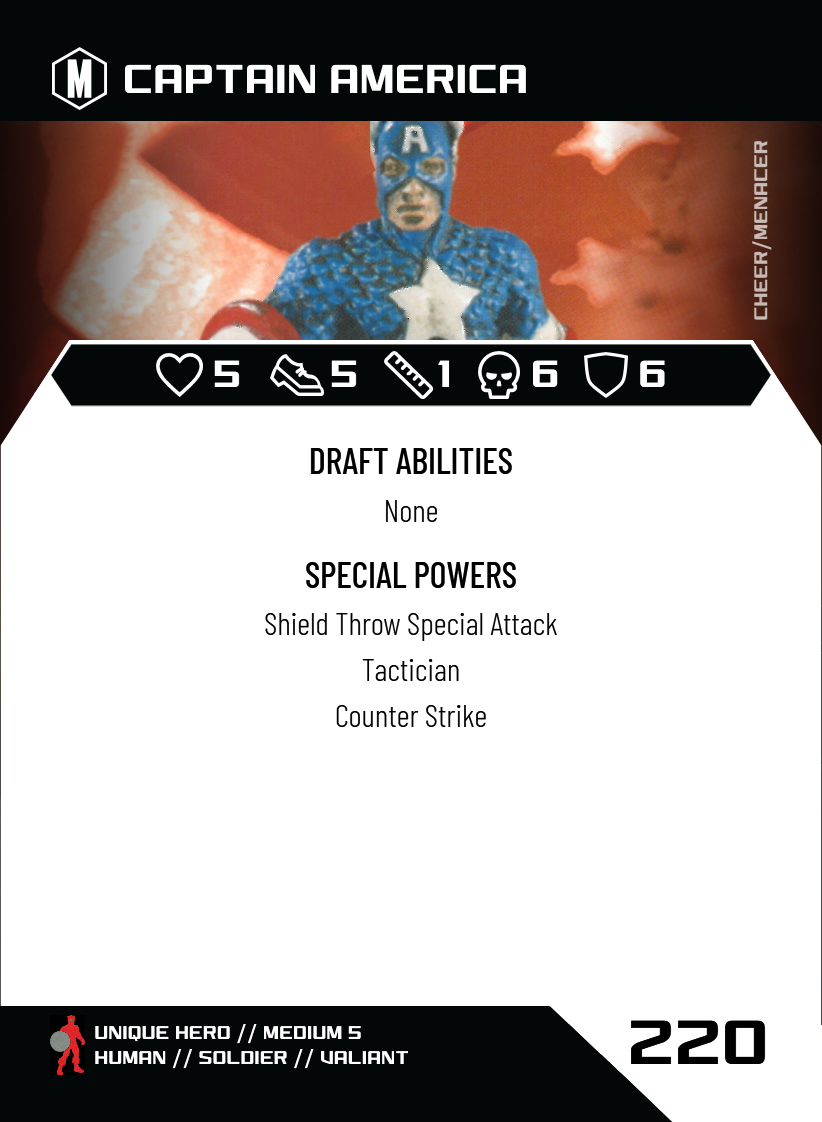 M CAPTAIN AMERICA
A
CHEER/MENACER
5 5 1 6 6
DRAFT ABILITIES
None
SPECIAL POWERS
Shield Throw Special Attack
Tactician
Counter Strike
UNIQUE HERO // MEDIUM 5
HUMAN // SOLDIER // VALIANT
220